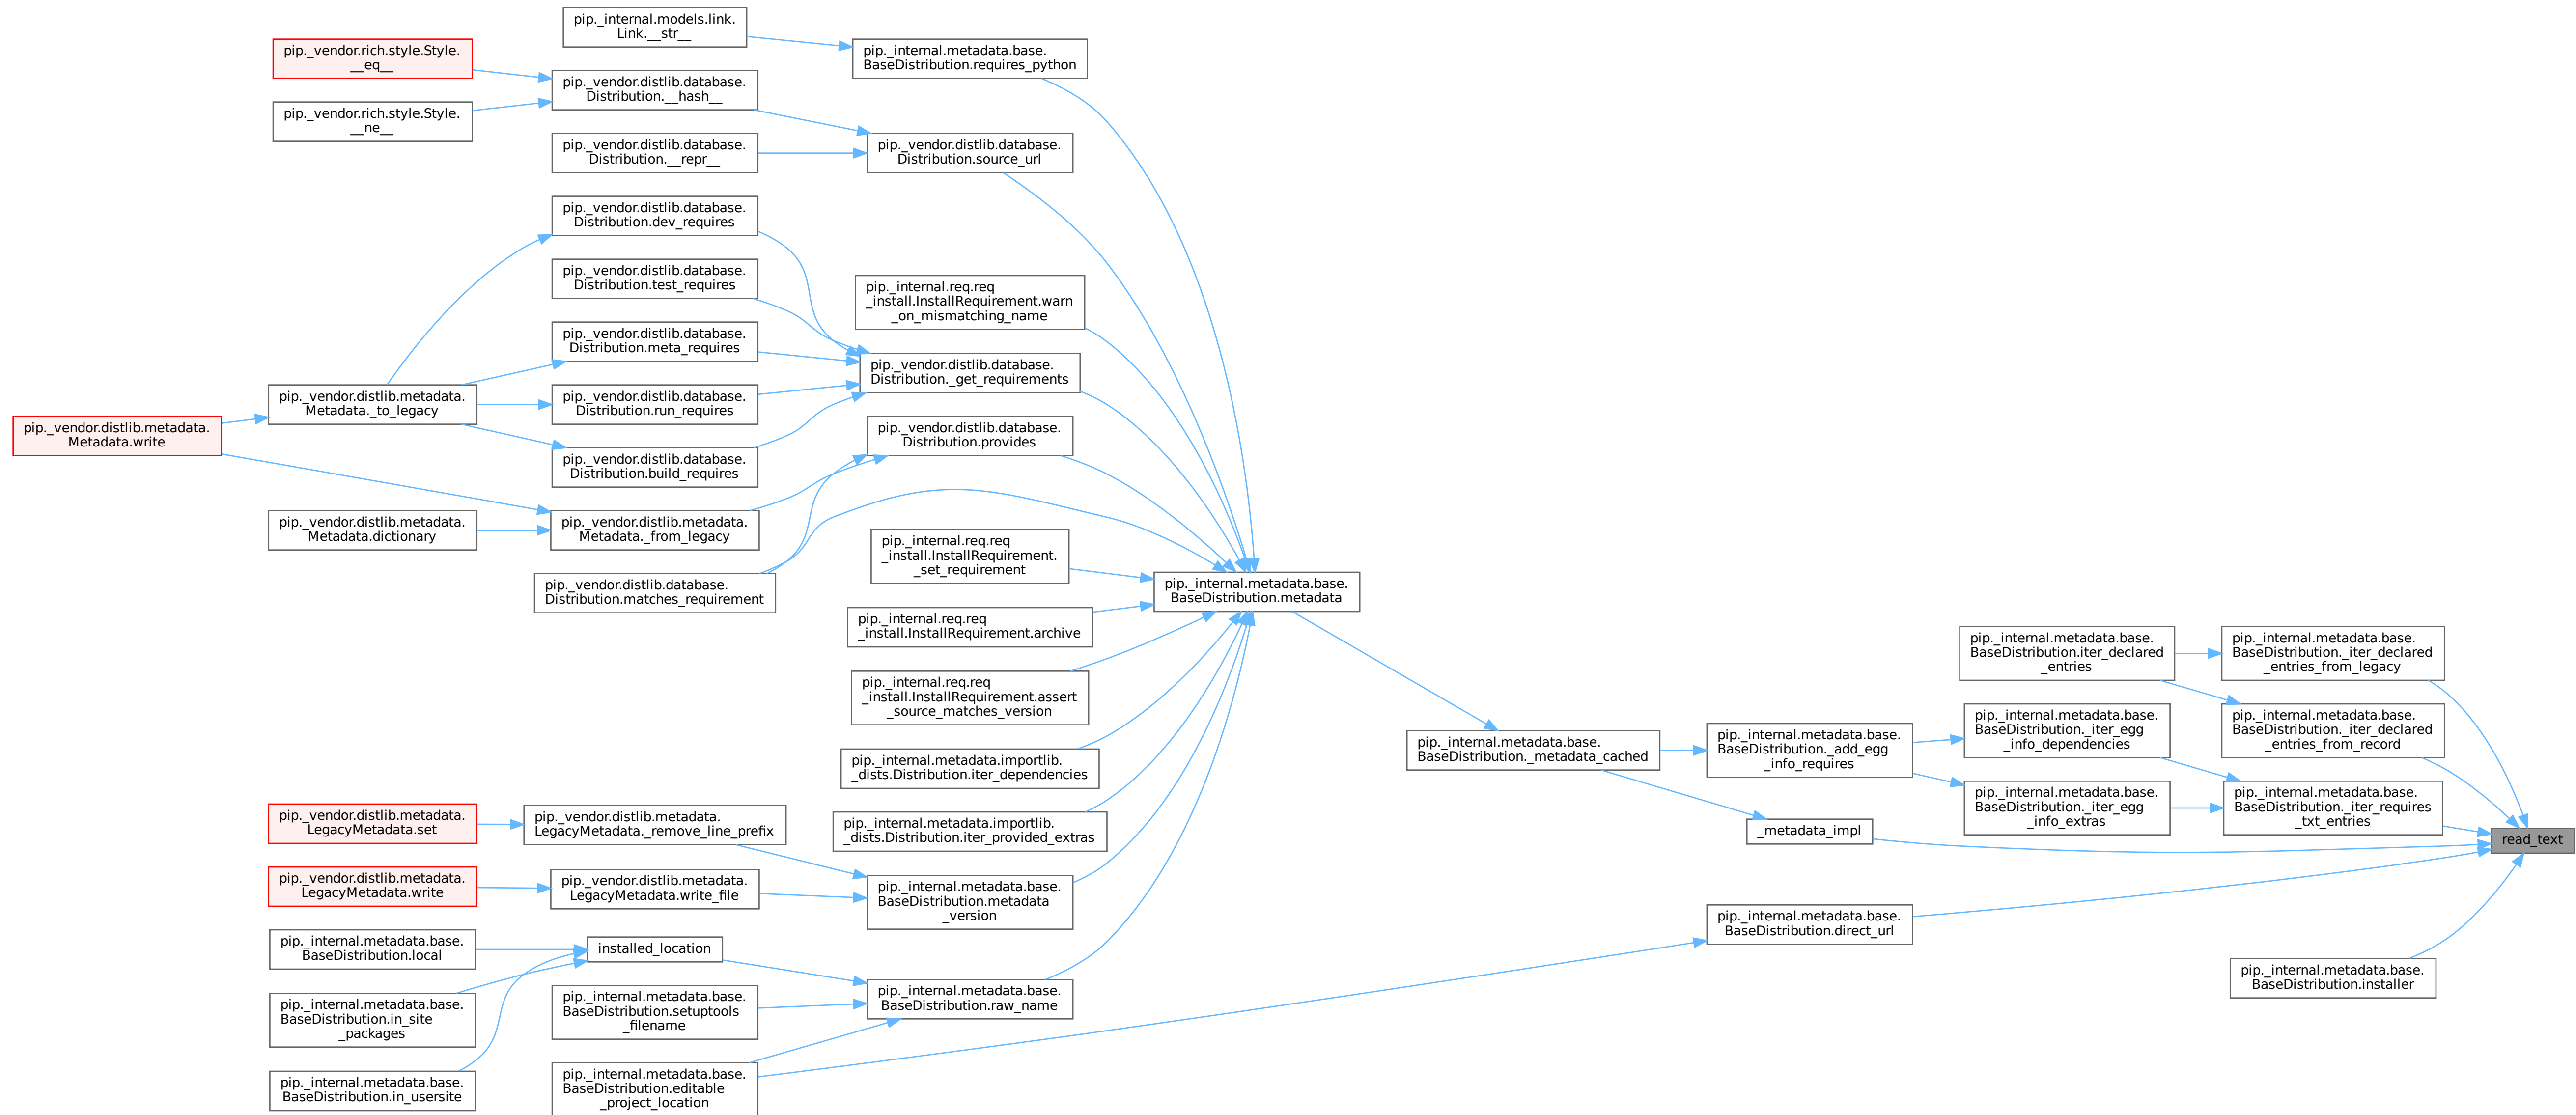 pip._internal.models.link.
Link.__str__
pip._vendor.rich.style.Style.
__eq__
pip._internal.metadata.base.
BaseDistribution.requires_python
pip._vendor.distlib.database.
Distribution.__hash__
pip._vendor.rich.style.Style.
__ne__
pip._vendor.distlib.database.
Distribution.__repr__
pip._vendor.distlib.database.
Distribution.source_url
pip._vendor.distlib.database.
Distribution.dev_requires
pip._vendor.distlib.database.
Distribution.test_requires
pip._internal.req.req
_install.InstallRequirement.warn
_on_mismatching_name
pip._vendor.distlib.database.
Distribution.meta_requires
pip._vendor.distlib.database.
Distribution._get_requirements
pip._vendor.distlib.metadata.
Metadata._to_legacy
pip._vendor.distlib.database.
Distribution.run_requires
pip._vendor.distlib.metadata.
Metadata.write
pip._vendor.distlib.database.
Distribution.provides
pip._vendor.distlib.database.
Distribution.build_requires
pip._vendor.distlib.metadata.
Metadata.dictionary
pip._vendor.distlib.metadata.
Metadata._from_legacy
pip._internal.req.req
_install.InstallRequirement.
_set_requirement
pip._vendor.distlib.database.
Distribution.matches_requirement
pip._internal.metadata.base.
BaseDistribution.metadata
pip._internal.req.req
_install.InstallRequirement.archive
pip._internal.metadata.base.
BaseDistribution.iter_declared
_entries
pip._internal.metadata.base.
BaseDistribution._iter_declared
_entries_from_legacy
pip._internal.req.req
_install.InstallRequirement.assert
_source_matches_version
pip._internal.metadata.base.
BaseDistribution._iter_egg
_info_dependencies
pip._internal.metadata.base.
BaseDistribution._iter_declared
_entries_from_record
pip._internal.metadata.base.
BaseDistribution._metadata_cached
pip._internal.metadata.base.
BaseDistribution._add_egg
_info_requires
pip._internal.metadata.importlib.
_dists.Distribution.iter_dependencies
pip._internal.metadata.base.
BaseDistribution._iter_egg
_info_extras
pip._internal.metadata.base.
BaseDistribution._iter_requires
_txt_entries
pip._vendor.distlib.metadata.
LegacyMetadata.set
pip._vendor.distlib.metadata.
LegacyMetadata._remove_line_prefix
pip._internal.metadata.importlib.
_dists.Distribution.iter_provided_extras
_metadata_impl
read_text
pip._vendor.distlib.metadata.
LegacyMetadata.write
pip._vendor.distlib.metadata.
LegacyMetadata.write_file
pip._internal.metadata.base.
BaseDistribution.metadata
_version
pip._internal.metadata.base.
BaseDistribution.direct_url
pip._internal.metadata.base.
BaseDistribution.local
installed_location
pip._internal.metadata.base.
BaseDistribution.installer
pip._internal.metadata.base.
BaseDistribution.in_site
_packages
pip._internal.metadata.base.
BaseDistribution.setuptools
_filename
pip._internal.metadata.base.
BaseDistribution.raw_name
pip._internal.metadata.base.
BaseDistribution.in_usersite
pip._internal.metadata.base.
BaseDistribution.editable
_project_location